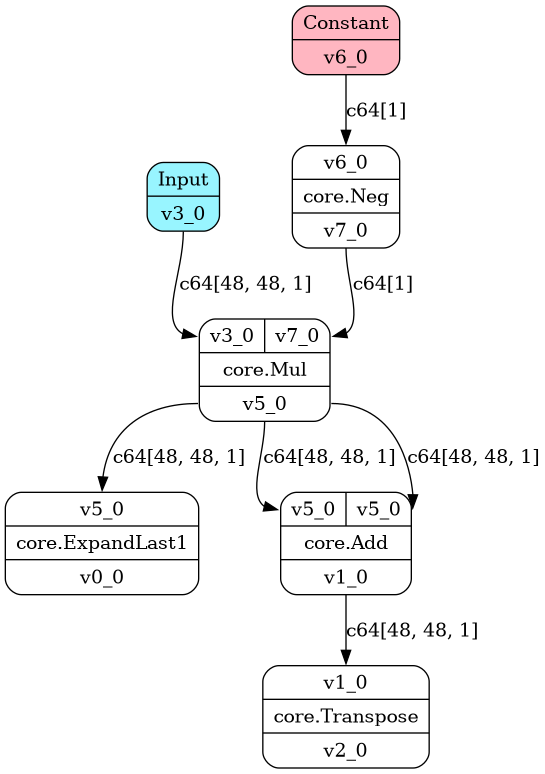 Constant
v6_0
c64[1]
v6_0
core.Neg
v7_0
Input
v3_0
c64[48, 48, 1]
c64[1]
v3_0 v7_0
core.Mul
v5_0
c64[48, 48, 1]
c64[48, 48, 1]
c64[48, 48, 1]
v5_0
core.ExpandLast1
v0_0
v5_0 v5_0
core.Add
v1_0
c64[48, 48, 1]
v1_0
core.Transpose
v2_0